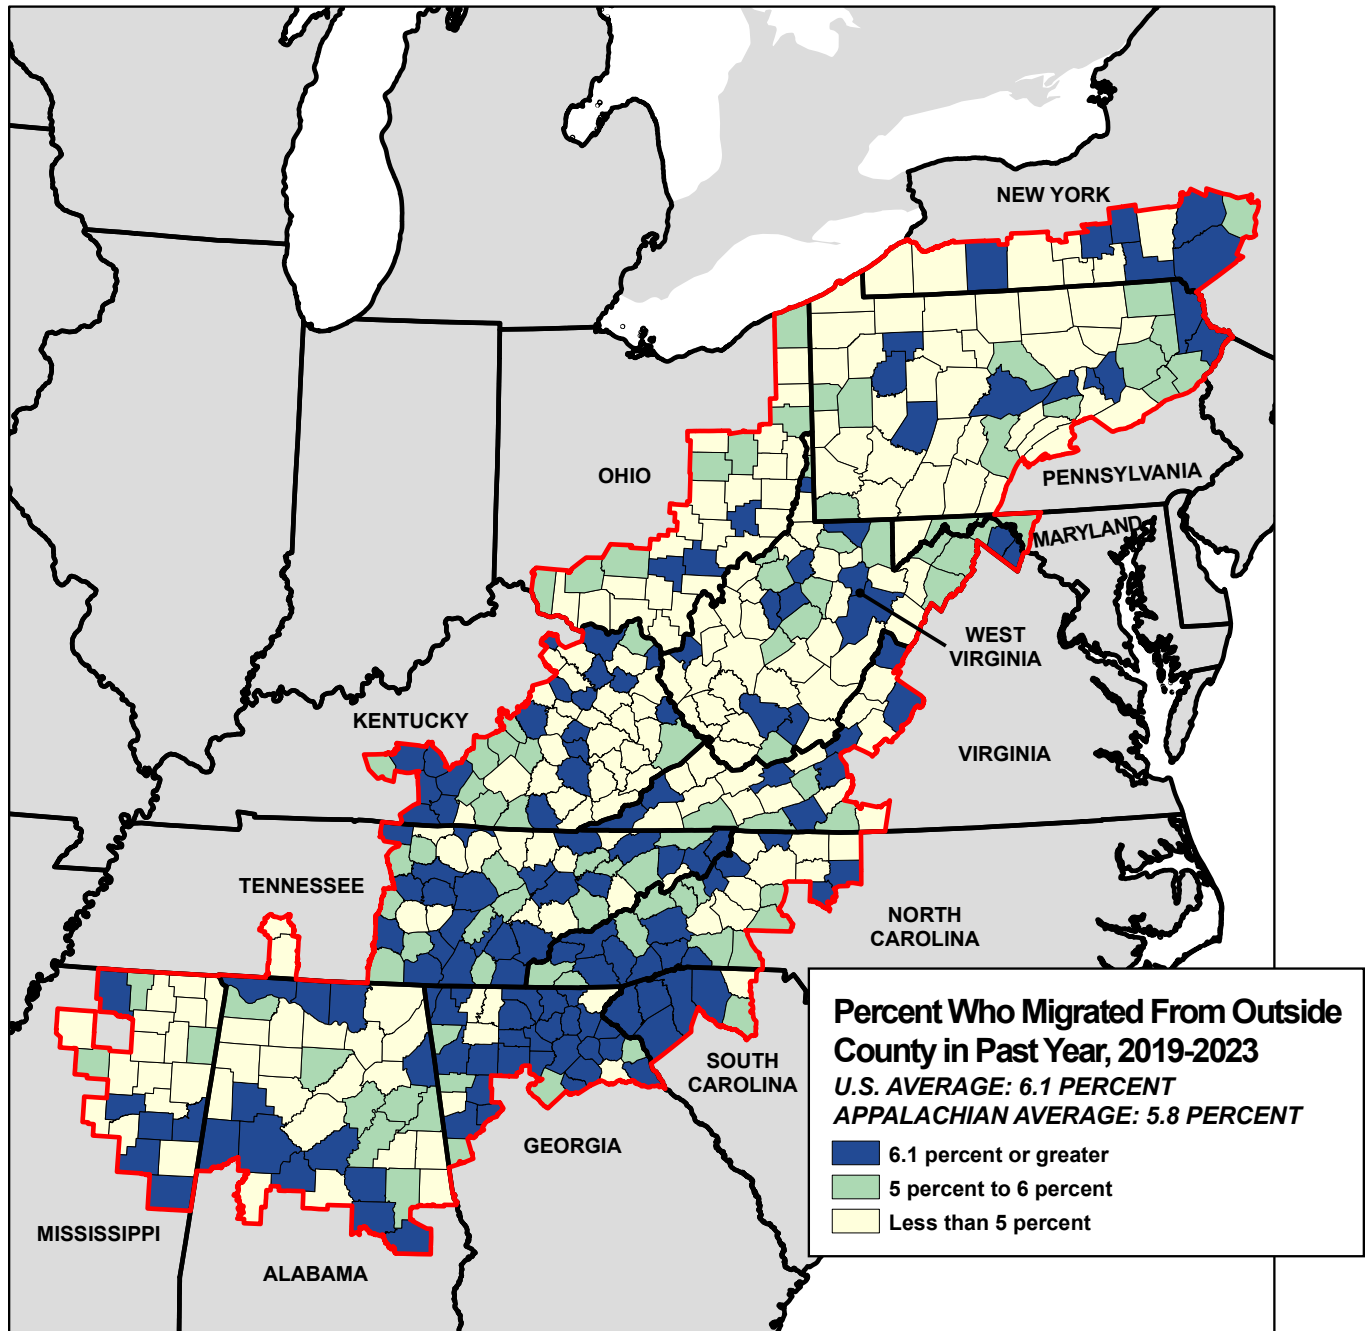 NEW YORK
OHIO
PENNSYLVANIA
MARYLAND
WEST
VIRGINIA
KENTUCKY
VIRGINIA
TENNESSEE
NORTH
CAROLINA
SOUTH
CAROLINA
GEORGIA
MISSISSIPPI
ALABAMA
Percent Who Migrated From Outside
County in Past Year, 2019-2023
U.S. AVERAGE: 6.1 PERCENT
APPALACHIAN AVERAGE: 5.8 PERCENT
6.1 percent or greater
5 percent to 6 percent
Less than 5 percent